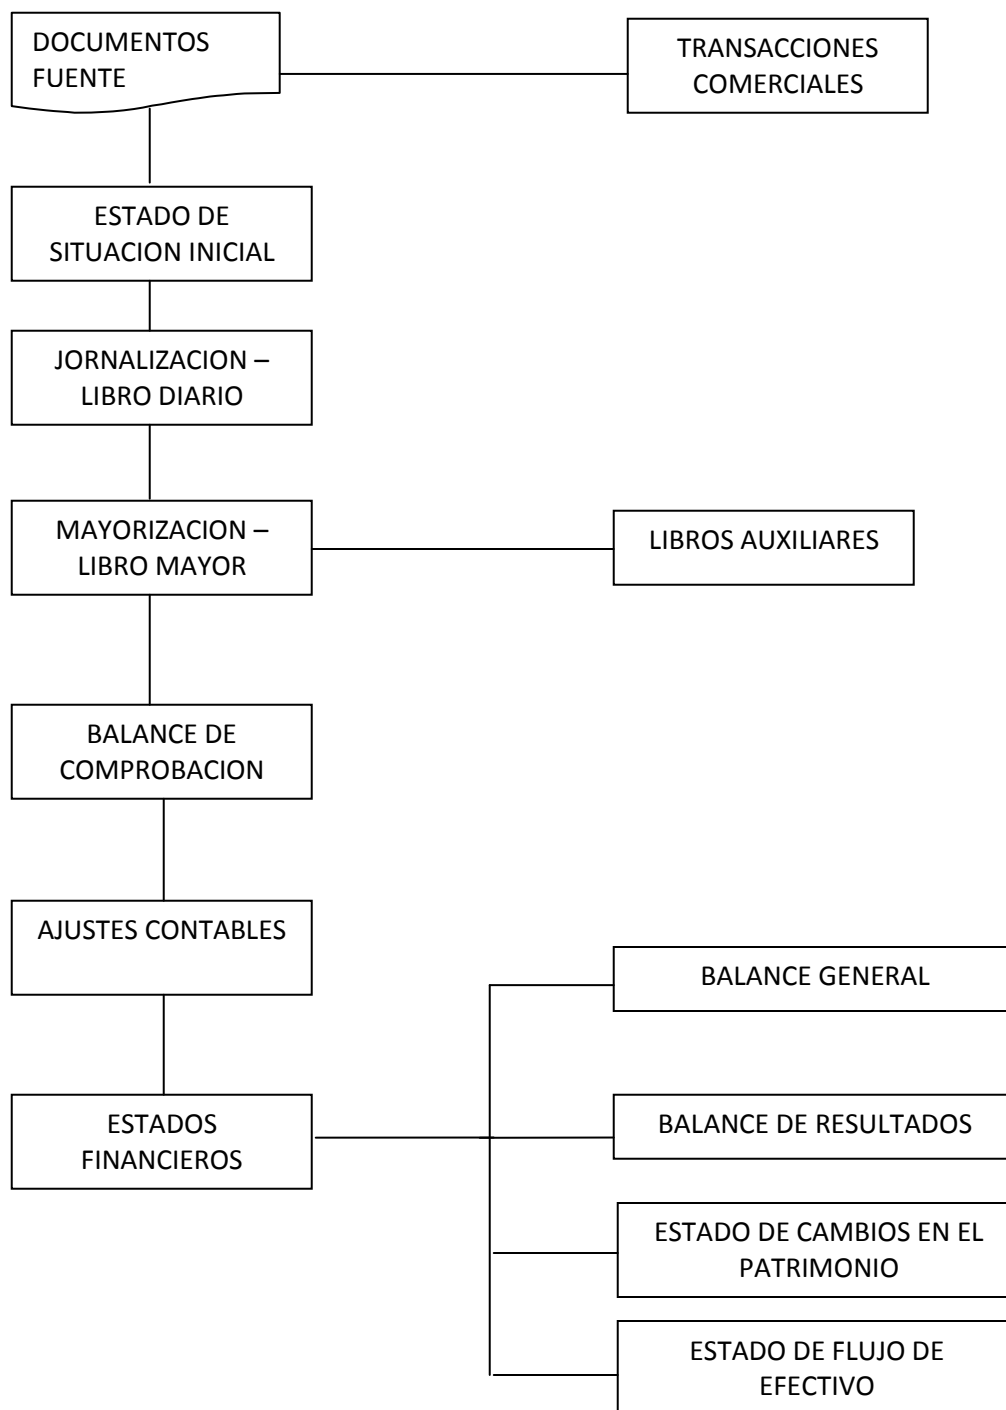 DOCUMENTOS
FUENTE
TRANSACCIONES
COMERCIALES
ESTADO DE
SITUACION INICIAL
JORNALIZACION –
LIBRO DIARIO
MAYORIZACION –
LIBRO MAYOR
LIBROS AUXILIARES
BALANCE DE
COMPROBACION
AJUSTES CONTABLES
BALANCE GENERAL
ESTADOS
FINANCIEROS
BALANCE DE RESULTADOS
ESTADO DE CAMBIOS EN EL
PATRIMONIO
ESTADO DE FLUJO DE
EFECTIVO